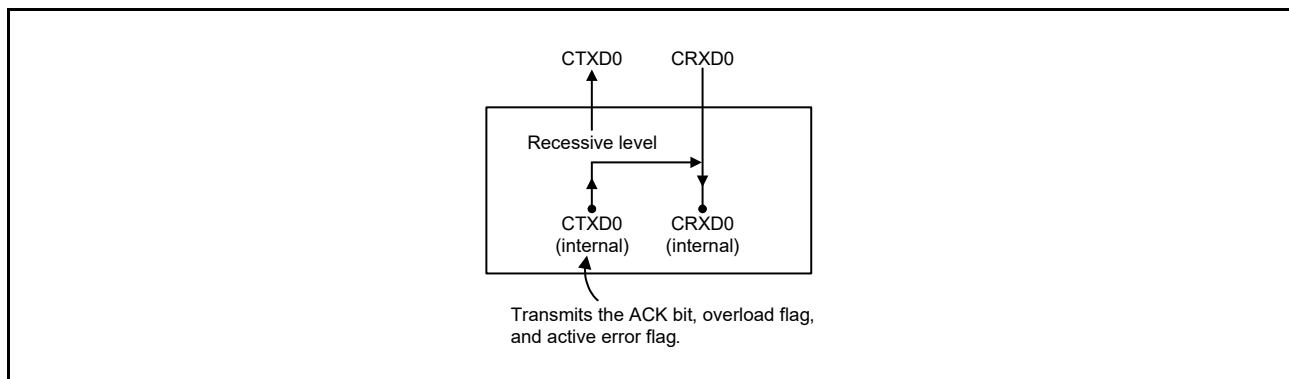 CTXD0 CRXD0
Recessive level
CTXD0 CRXD0
(internal) (internal)
Transmits the ACK bit, overload flag,
and active error flag.